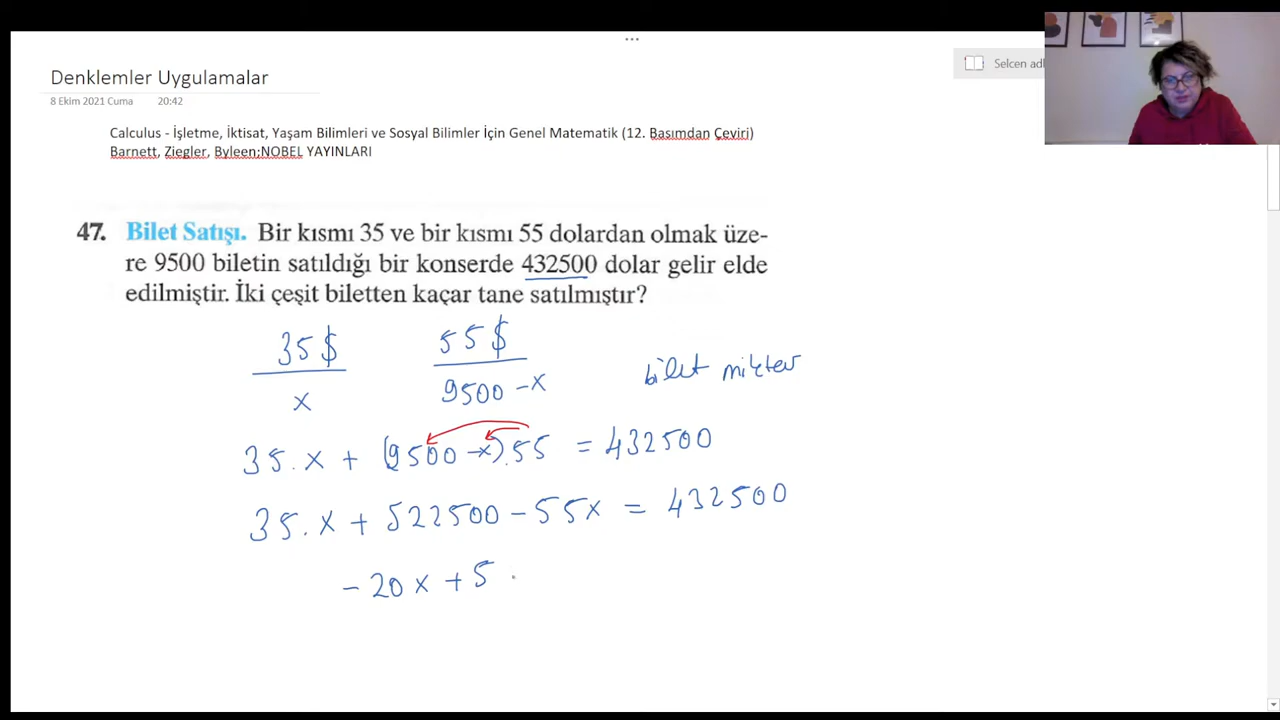 Denklemler Uygulamalar
8 Ekim 2021 Cuma 20:42
Selcen adl
Calculus - İşletme, İktisat, Yaşam Bilimleri ve Sosyal Bilimler İçin Genel Matematik (12. Basımdan Çeviri)
Barnett, Ziegler, Byleen;NOBEL YAYINLARI
47. Bilet Satışı. Bir kısmı 35 ve bir kısmı 55 dolardan olmak üze-
re 9500 biletin satıldığı bir konserde 432500 dolar gelir elde
edilmiştir. İki çeşit biletten kaçar tane satılmıştır?
35$ 55$
x 9500 - x bilet miktar
35.x + (9500 - x).55 = 432500
35.x + 522500 - 55x = 432500
- 20x + 5